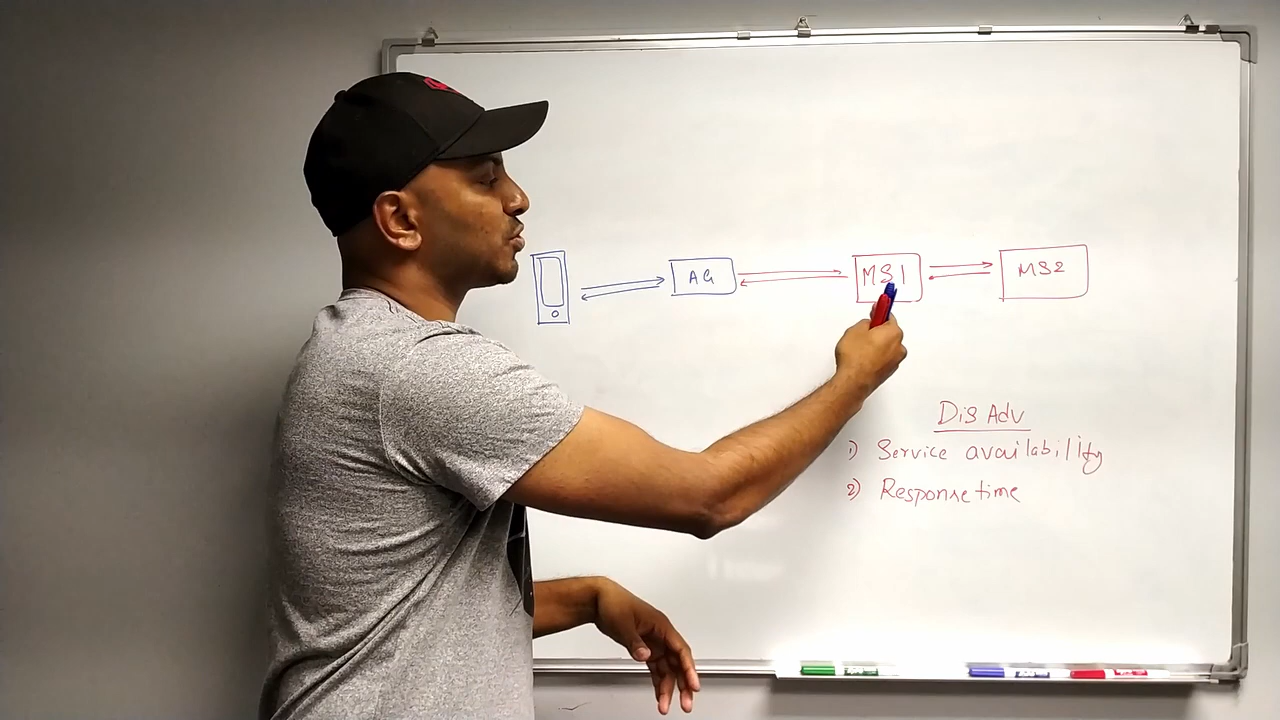 AG
MS1
MS2
Dis Adv
1) Service availability
2) Response time